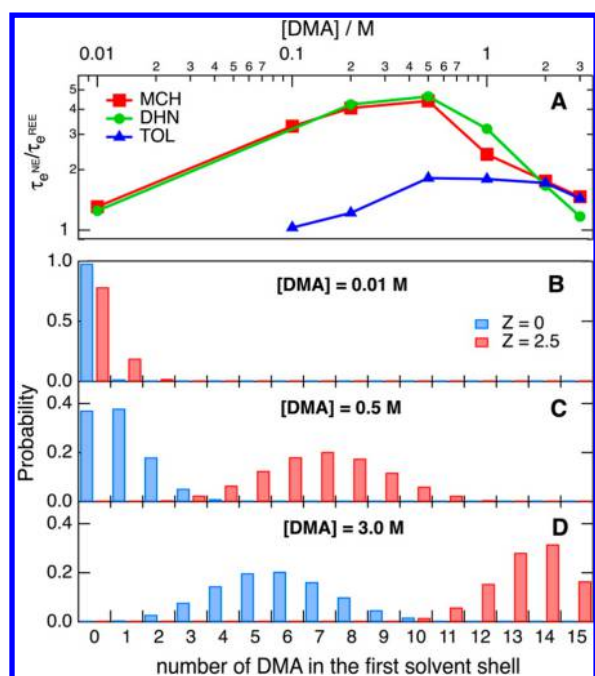 [DMA] / M
0.01 0.1 1
2 3 4 5 6 7 2 3 4 5 6 7 2 3
5
4
3
2
1
τₑᴺᴱ/τₑᴿᴱᴱ
MCH
DHN
TOL
A
1.0
0.5
0.0
[DMA] = 0.01 M
B
Z = 0
Z = 2.5
0.4
0.2
0.0
[DMA] = 0.5 M
C
Probability
0.4
0.2
0.0
[DMA] = 3.0 M
D
0 1 2 3 4 5 6 7 8 9 10 11 12 13 14 15
number of DMA in the first solvent shell